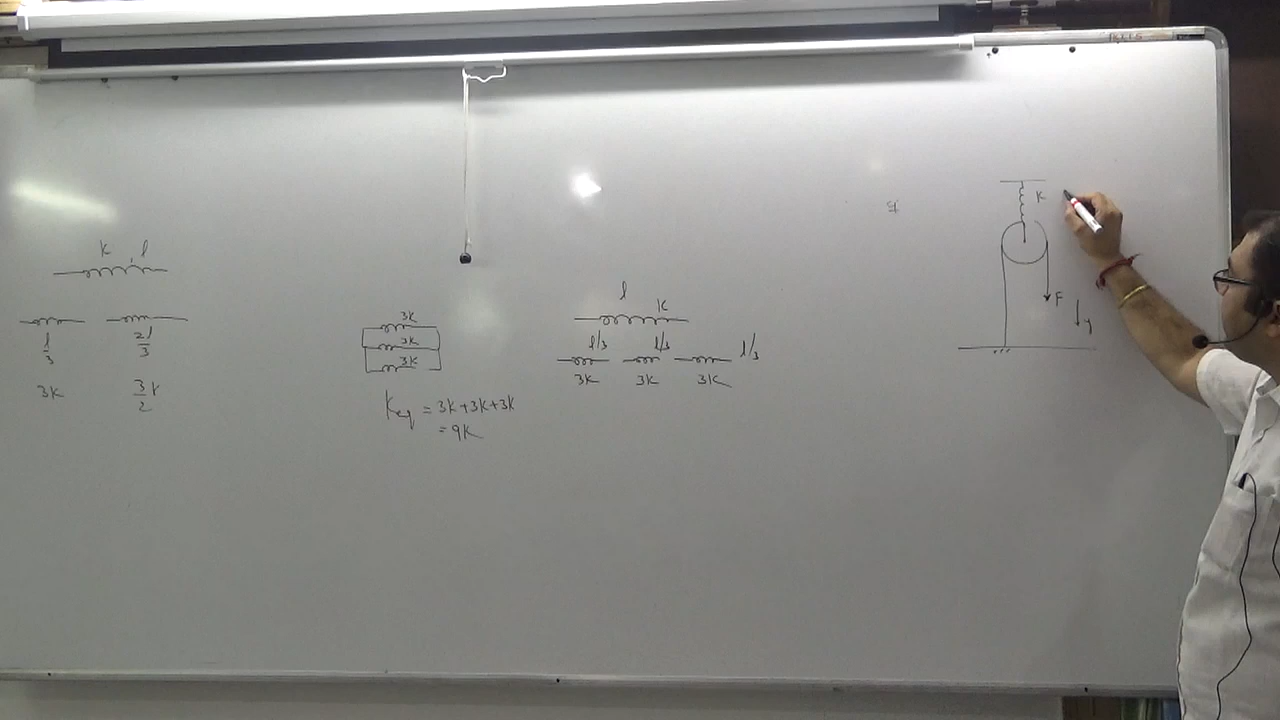 K l
l/3 2l/3
3K 3/2 K
3K
3K
3K
Keq = 3K+3K+3K
= 9K
l
K
l/3 l/3 l/3
3K 3K 3K
K
F
y